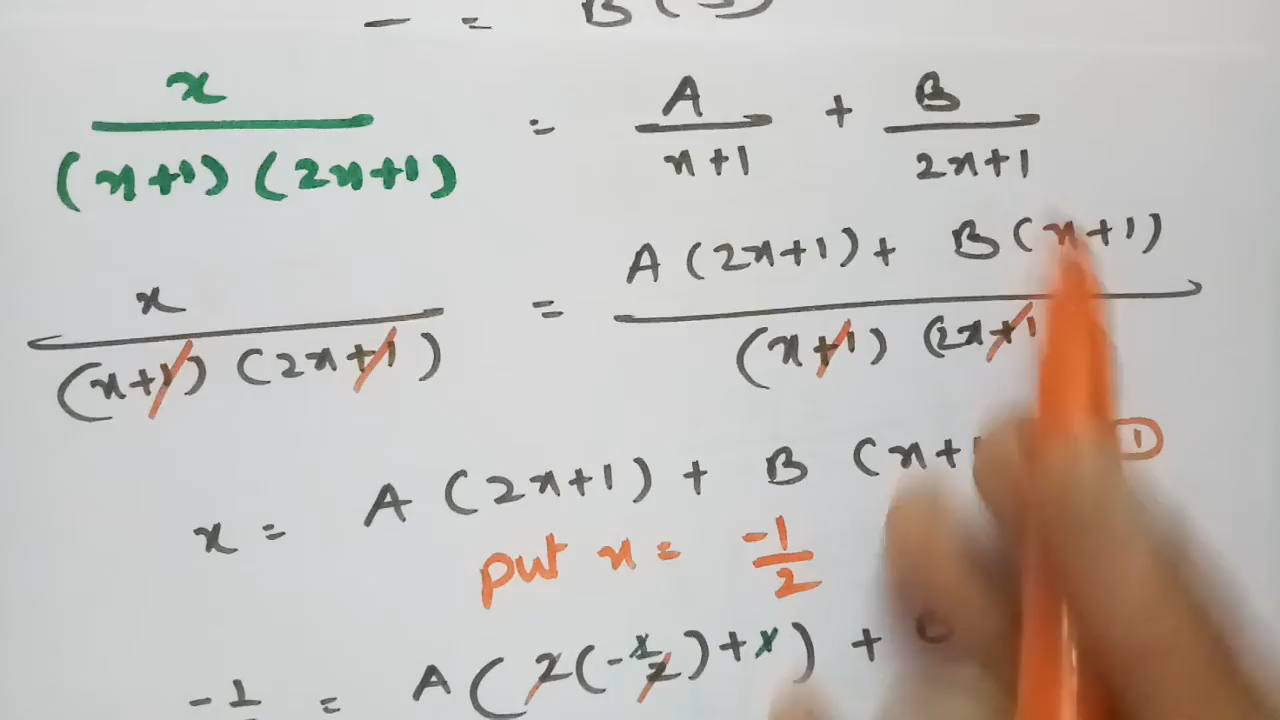 - = B(
x/(x+1)(2x+1) = A/x+1 + B/2x+1
x/(x+1)(2x+1) = A(2x+1)+ B(x+1)/(x+1)(2x+1
x = A(2x+1)+ B(x+ 1
put x = -1/2
-1 = A(2(-1/2)+1)+